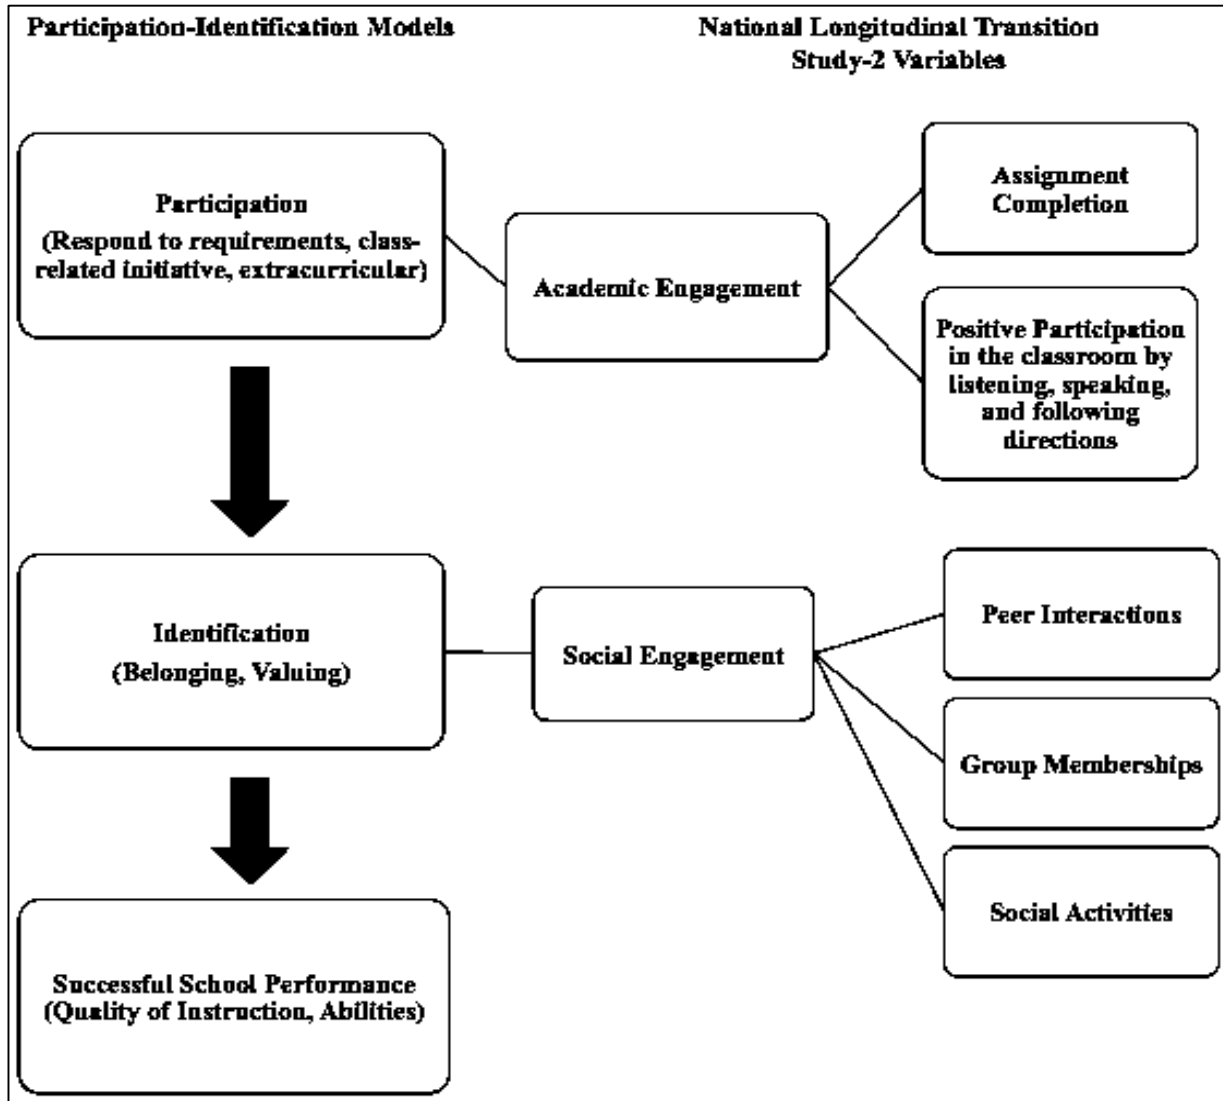 Participation-Identification Models
National Longitudinal Transition
Study-2 Variables
Participation
(Respond to requirements, class-
related initiative, extracurricular)
Academic Engagement
Assignment
Completion
Positive Participation
in the classroom by
listening, speaking,
and following
directions
Identification
(Belonging, Valuing)
Social Engagement
Peer Interactions
Group Memberships
Social Activities
Successful School Performance
(Quality of Instruction, Abilities)